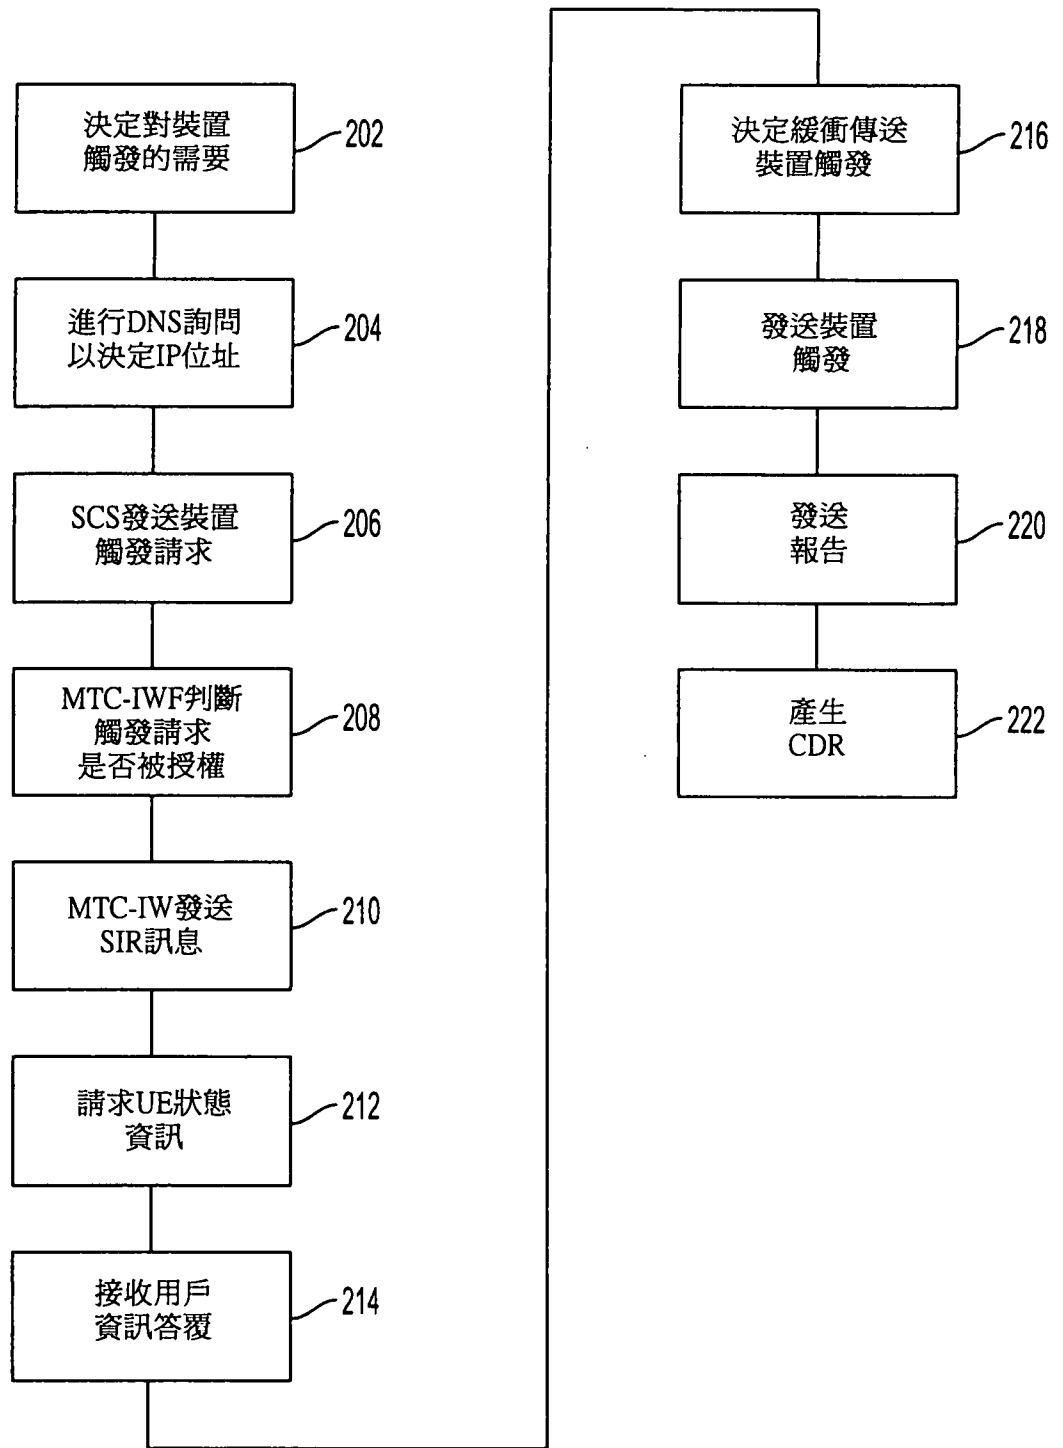 決定對裝置
觸發的需要
202
進行DNS詢問
以決定IP位址
204
SCS發送裝置
觸發請求
206
MTC-IWF判斷
觸發請求
是否被授權
208
MTC-IW發送
SIR訊息
210
請求UE狀態
資訊
212
接收用戶
資訊答覆
214
決定緩衝傳送
裝置觸發
216
發送裝置
觸發
218
發送
報告
220
產生
CDR
222